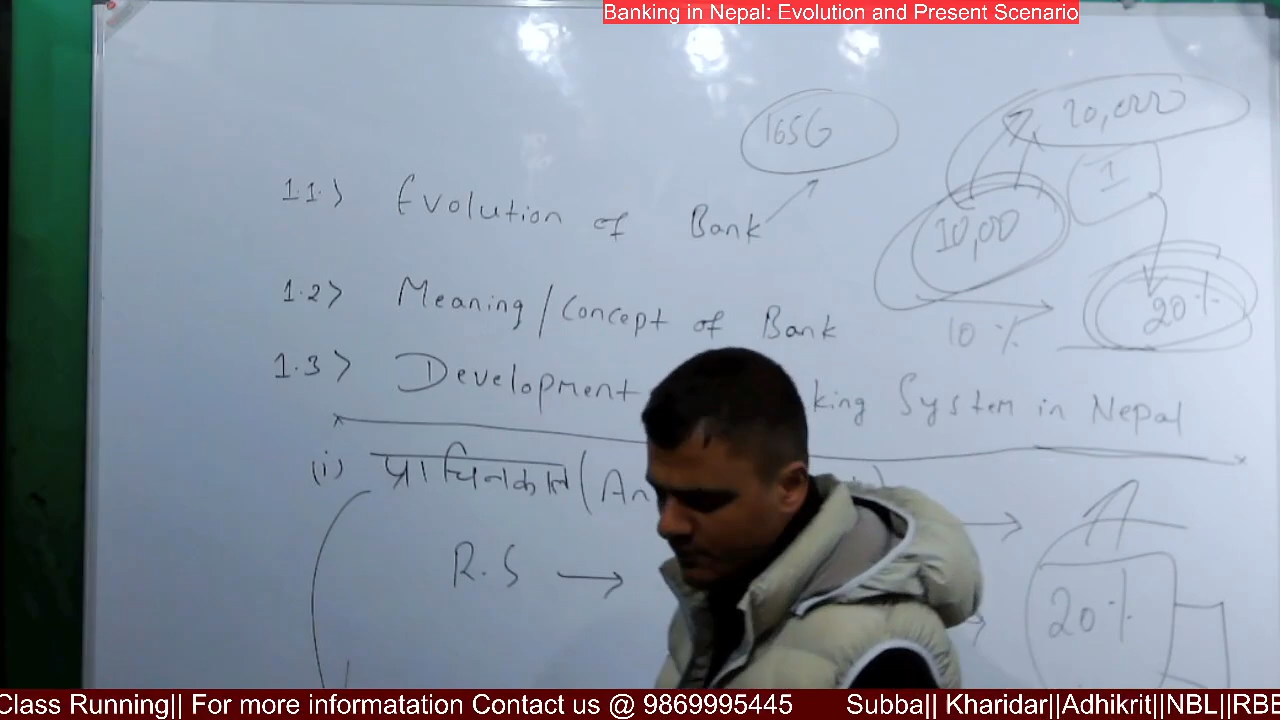 Banking in Nepal: Evolution and Present Scenario
1656
20,000
1.1> Evolution of Bank
1
10,00
1.2> Meaning/Concept of Bank
10 %
20%
1.3> Development king System in Nepal
(i) प्राचिनकाल (An
R.S →
A
20%
Class Running|| For more informatation Contact us @ 9869995445 Subba|| Kharidar||Adhikrit||NBL||RBB